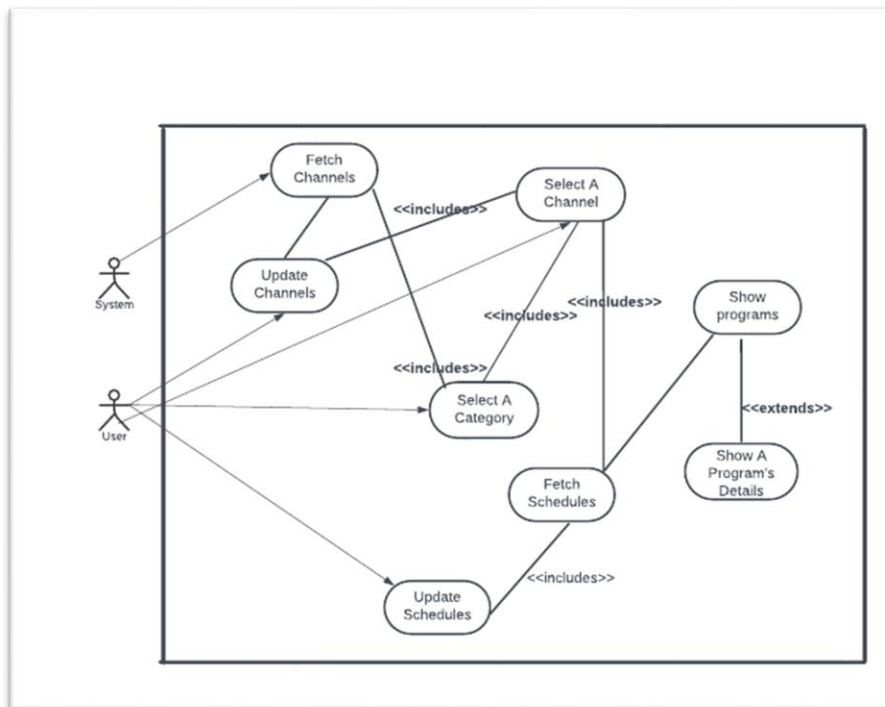 Fetch
Channels
Select A
Channel
<<includes>>
Update
Channels
System
Show
programs
<<includes>>
<<includes>>
<<includes>>
Select A
Category
<<extends>>
User
Show A
Program's
Details
Fetch
Schedules
<<includes>>
Update
Schedules